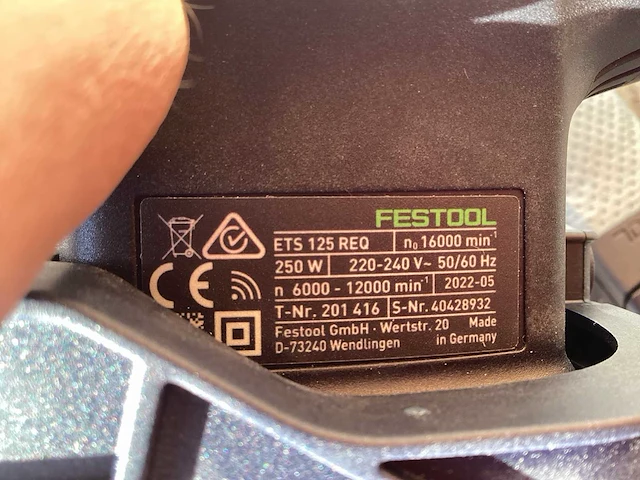 FESTOOL
ETS 125 REQ n₀ 16000 min⁻¹
250 W 220-240 V~ 50/60 Hz
n 6000 - 12000 min⁻¹ 2022-05
T-Nr. 201 416 S-Nr. 40428932
Festool GmbH · Wertstr. 20 Made
D-73240 Wendlingen in Germany
CE